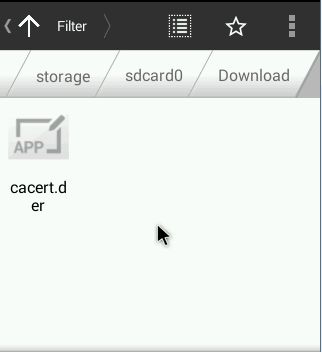 Filter
storage sdcard0 Download
APP
cacert.d
er